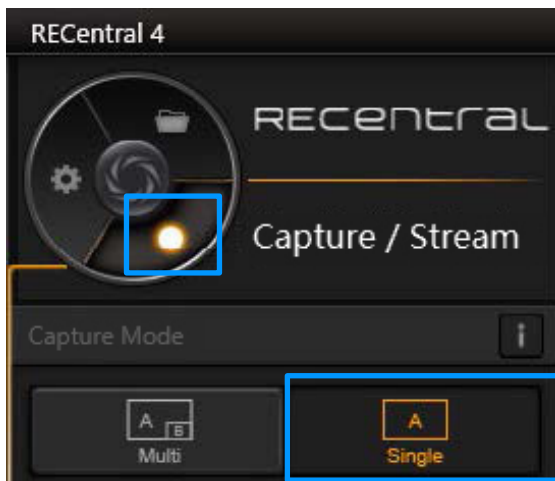 RECentral 4
RECentral
Capture / Stream
Capture Mode
i
A B
Multi
A
Single